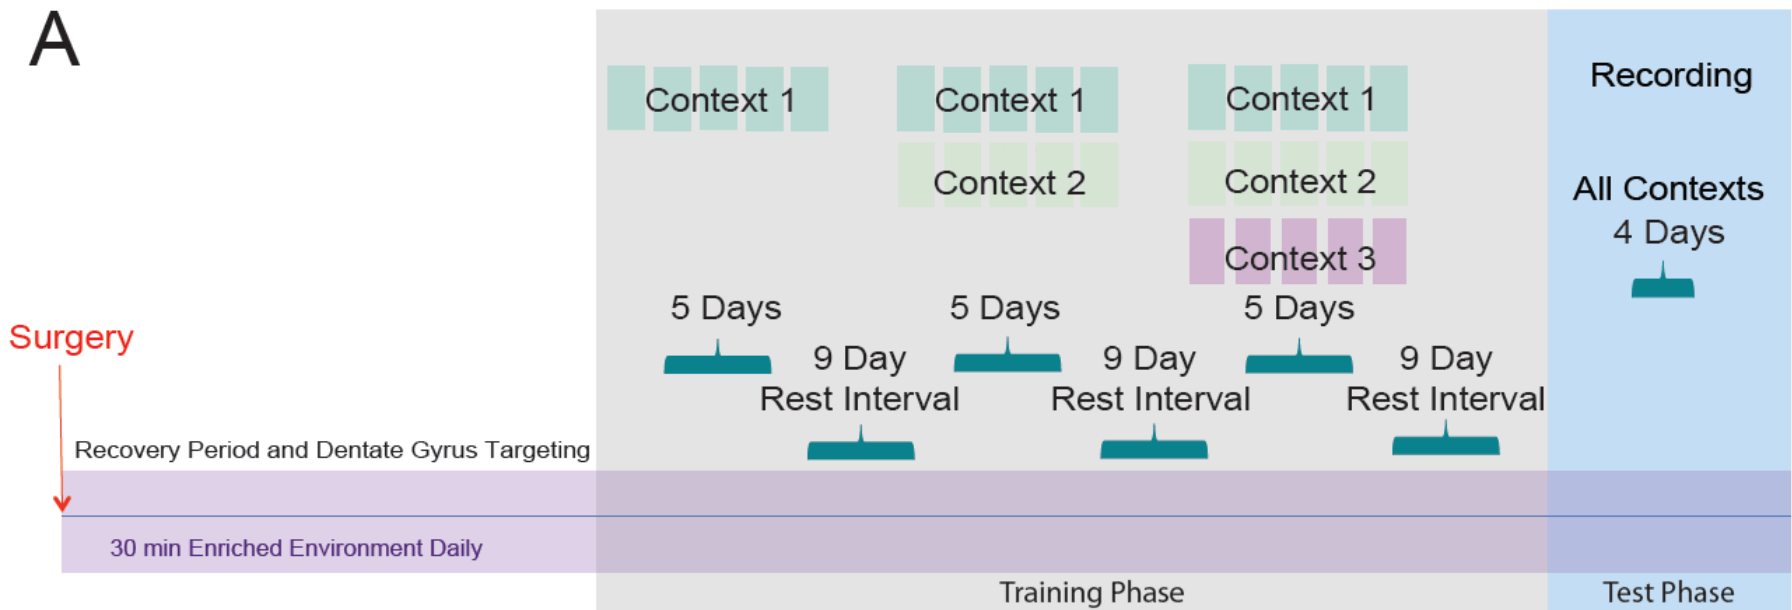 A
Context 1
Context 1
Context 1
Recording
Context 2
Context 2
All Contexts
4 Days
Context 3
5 Days
5 Days
5 Days
Surgery
9 Day
Rest Interval
9 Day
Rest Interval
9 Day
Rest Interval
Recovery Period and Dentate Gyrus Targeting
30 min Enriched Environment Daily
Training Phase
Test Phase